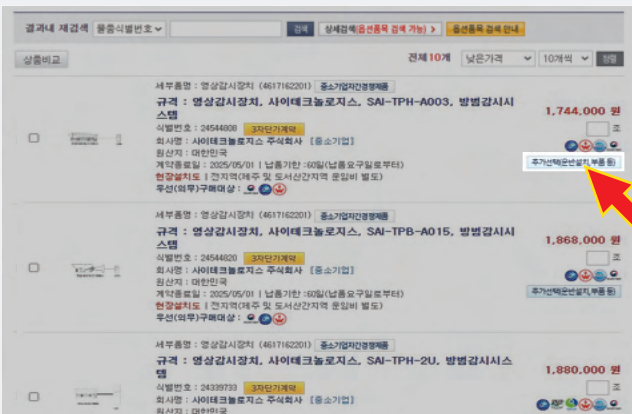 결과내 재검색 물품식별번호 검색 상세검색(옵션품목 검색 가능) > 옵션품목 검색 안내
상품비교 전체 10개 낮은가격 10개씩 정렬
세부품명 : 영상감시장치 (4617162201) 중소기업자간경쟁제품
규격 : 영상감시장치, 사이테크놀로지스, SAI-TPH-A003, 방범감시시
스템
1,744,000 원
식별번호 : 24544808 3자단가계약
조
회사명 : 사이테크놀로지스 주식회사 [중소기업]
원산지 : 대한민국
계약종료일 : 2025/05/01 | 납품기한 :60일(납품요구일로부터)
추가선택(운반설치,부품 등)
현장설치도 | 전지역(제주 및 도서산간지역 운임비 별도)
우선(의무)구매대상 :
세부품명 : 영상감시장치 (4617162201) 중소기업자간경쟁제품
규격 : 영상감시장치, 사이테크놀로지스, SAI-TPB-A015, 방범감시시
스템
1,868,000 원
식별번호 : 24544820 3자단가계약
조
회사명 : 사이테크놀로지스 주식회사 [중소기업]
원산지 : 대한민국
계약종료일 : 2025/05/01 | 납품기한 :60일(납품요구일로부터)
추가선택(운반설치,부품 등)
현장설치도 | 전지역(제주 및 도서산간지역 운임비 별도)
우선(의무)구매대상 :
세부품명 : 영상감시장치 (4617162201) 중소기업자간경쟁제품
규격 : 영상감시장치, 사이테크놀로지스, SAI-TPH-2U, 방범감시시스
템
1,880,000 원
식별번호 : 24339733 3자단가계약
조
회사명 : 사이테크놀로지스 주식회사 [중소기업]
원산지 : 대한민국